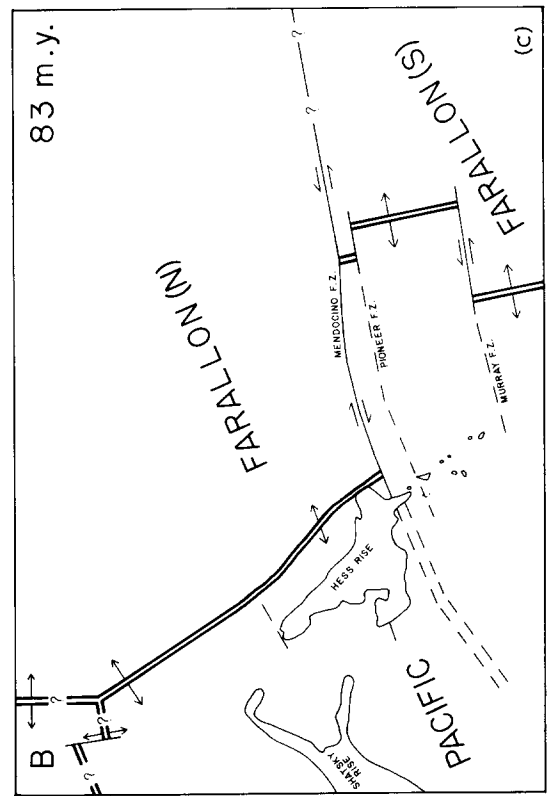 83 m.y.
B
?
?
?
?
?
FARALLON(N)
FARALLON(S)
MENDOCINO F.Z.
PIONEER F.Z.
MURRAY F.Z.
HESS RISE
SHATSKY
RISE
PACIFIC
(C)